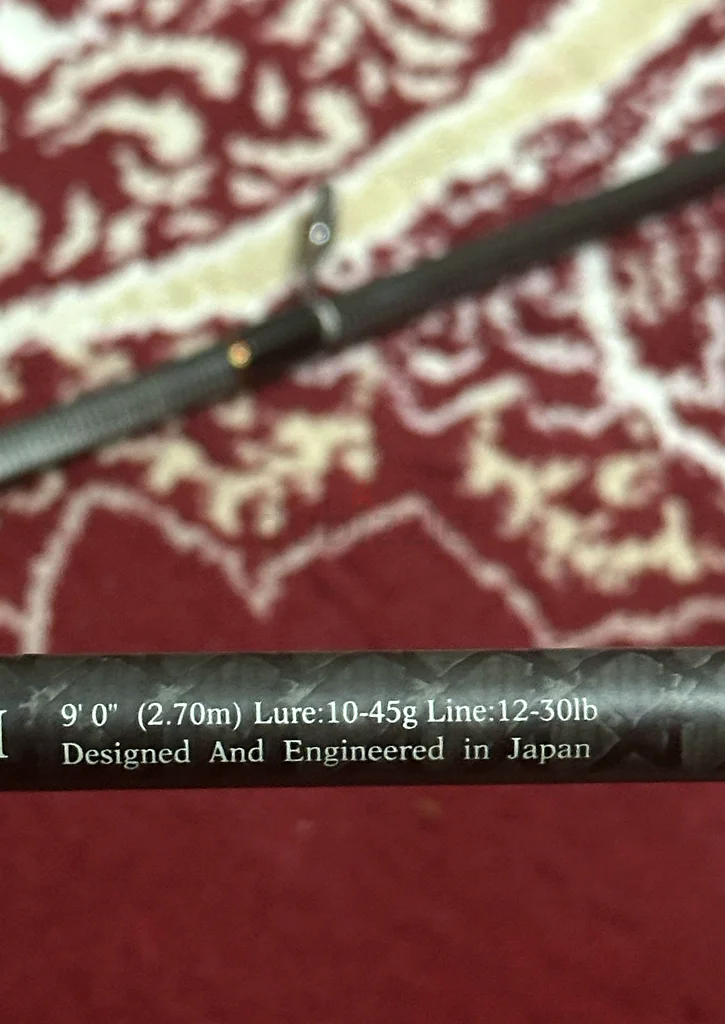 9' 0" (2.70m) Lure:10-45g Line:12-30lb
Designed And Engineered in Japan